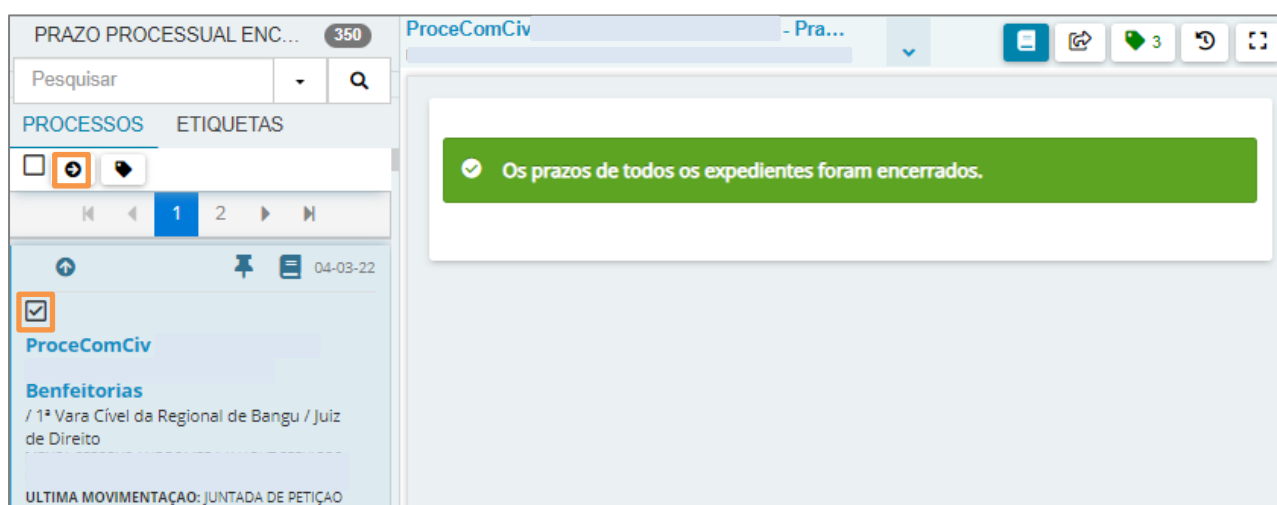 PRAZO PROCESSUAL ENC... 350
Pesquisar
PROCESSOS ETIQUETAS
1 2
04-03-22
ProceComCiv
Benfeitorias
/ 1ª Vara Cível da Regional de Bangu / Juiz
de Direito
ULTIMA MOVIMENTAÇAO: JUNTADA DE PETIÇAO
ProceComCiv - Pra...
3
Os prazos de todos os expedientes foram encerrados.